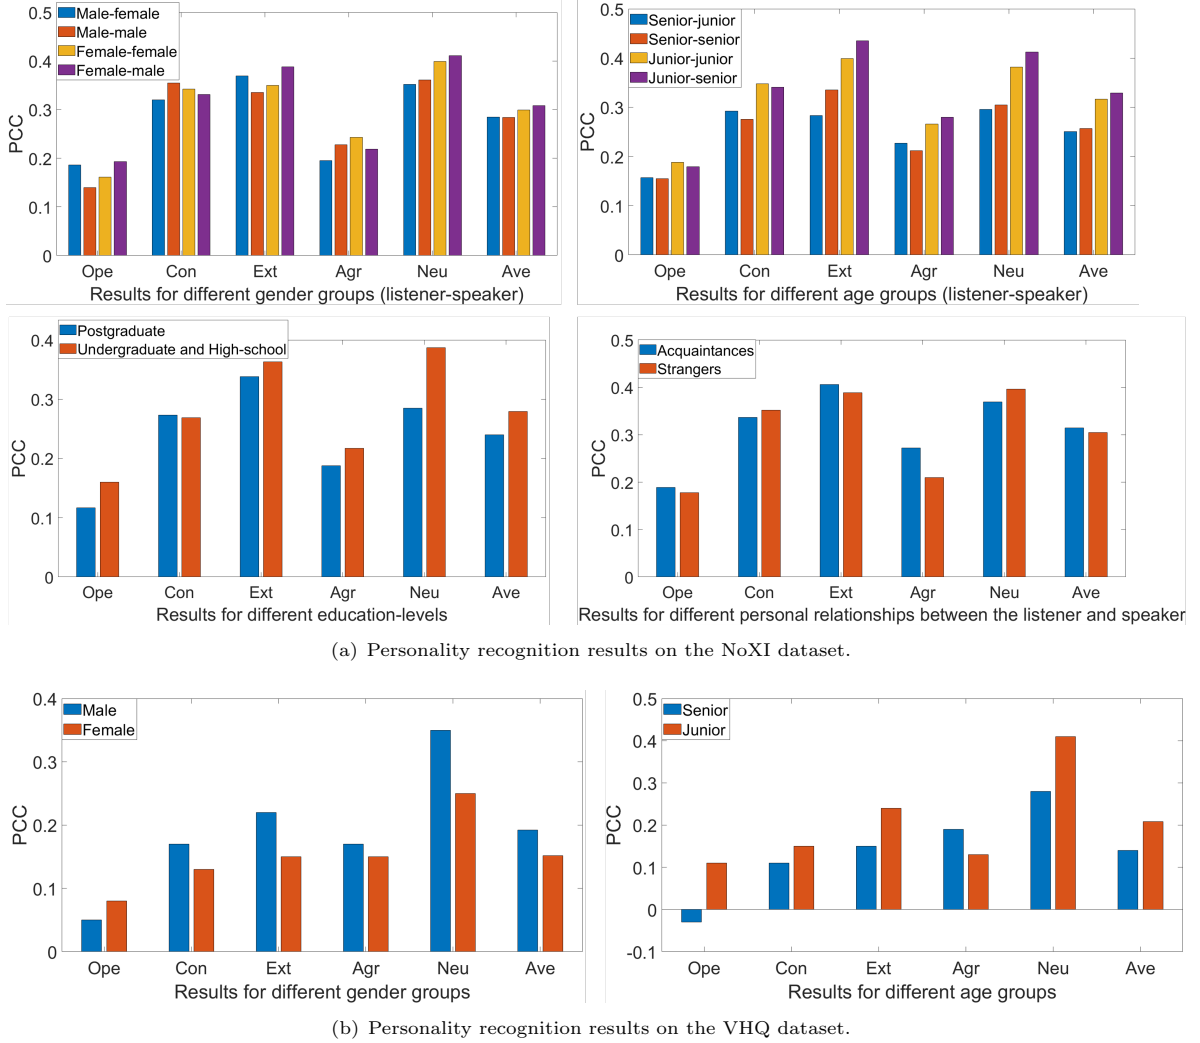 Male-female
Male-male
Female-female
Female-male
0.5
0.4
0.3
0.2
0.1
0
PCC
Ope Con Ext Agr Neu Ave
Results for different gender groups (listener-speaker)
Senior-junior
Senior-senior
Junior-junior
Junior-senior
0.5
0.4
0.3
0.2
0.1
0
PCC
Ope Con Ext Agr Neu Ave
Results for different age groups (listener-speaker)
Postgraduate
Undergraduate and High-school
0.4
0.3
0.2
0.1
0
PCC
Ope Con Ext Agr Neu Ave
Results for different education-levels
Acquaintances
Strangers
0.5
0.4
0.3
0.2
0.1
0
PCC
Ope Con Ext Agr Neu Ave
Results for different personal relationships between the listener and speaker
(a) Personality recognition results on the NoXI dataset.
Male
Female
0.4
0.3
0.2
0.1
0
PCC
Ope Con Ext Agr Neu Ave
Results for different gender groups
Senior
Junior
0.5
0.4
0.3
0.2
0.1
0
-0.1
PCC
Ope Con Ext Agr Neu Ave
Results for different age groups
(b) Personality recognition results on the VHQ dataset.